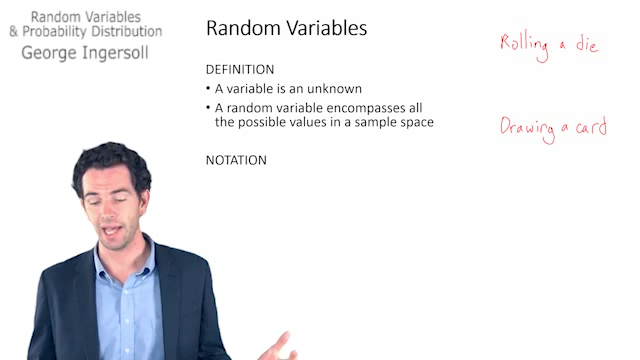 Random Variables
& Probability Distribution
George Ingersoll
Random Variables
DEFINITION
• A variable is an unknown
• A random variable encompasses all
the possible values in a sample space
NOTATION
Rolling a die
Drawing a card